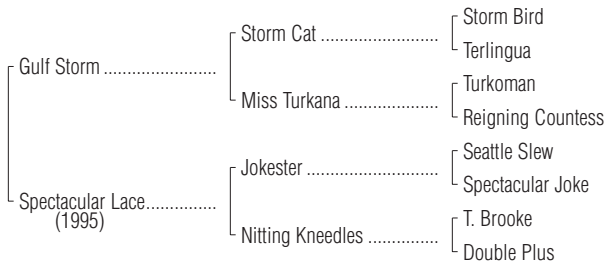 Storm Bird
Storm Cat ......................
Terlingua
Gulf Storm .....................
Turkoman
Miss Turkana ..................
Reigning Countess
Seattle Slew
Jokester .........................
Spectacular Joke
Spectacular Lace.............
(1995)
T. Brooke
Nitting Kneedles .............
Double Plus